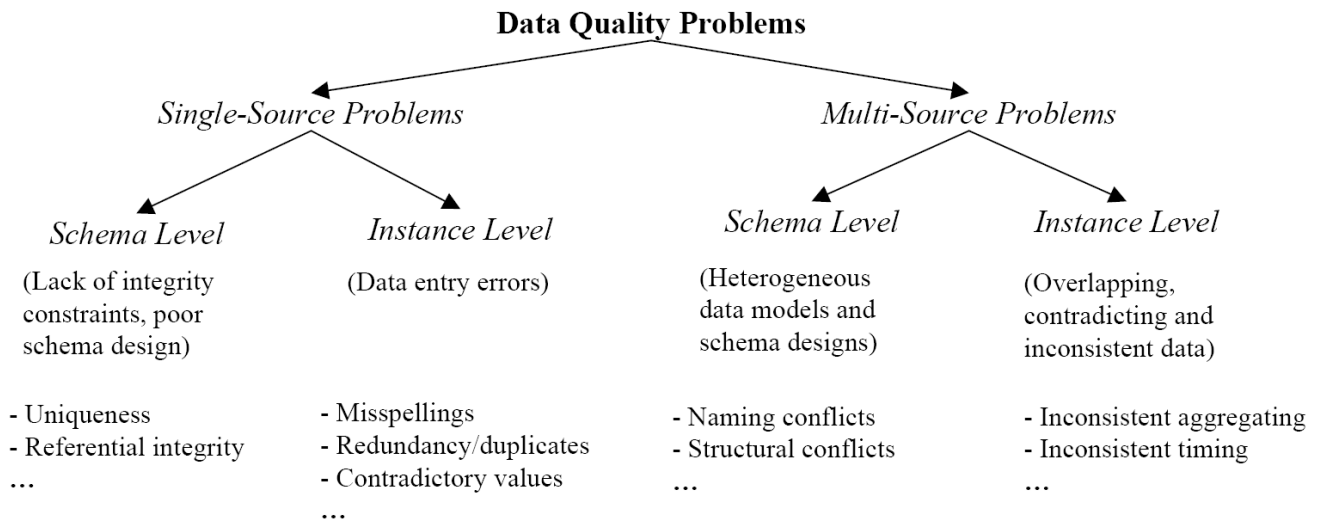 Data Quality Problems
Single-Source Problems
Multi-Source Problems
Schema Level
(Lack of integrity
constraints, poor
schema design)
- Uniqueness
- Referential integrity
...
Instance Level
(Data entry errors)
- Misspellings
- Redundancy/duplicates
- Contradictory values
...
Schema Level
(Heterogeneous
data models and
schema designs)
- Naming conflicts
- Structural conflicts
...
Instance Level
(Overlapping,
contradicting and
inconsistent data)
- Inconsistent aggregating
- Inconsistent timing
...